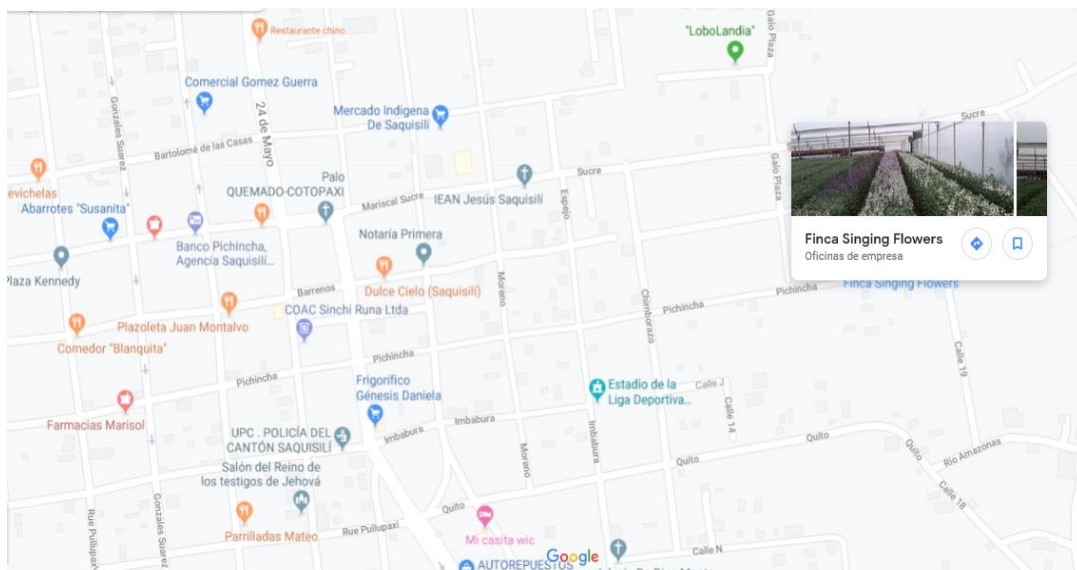 Restaurante chino
"LoboLandia"
Galo Plaza
Comercial Gomez Guerra
Gonzales Suarez
24 de Mayo
Mercado Indigena
De Saquisilí
Sucre
Bartolomé de las Casas
Galo Plaza
evichelas
Palo
QUEMADO-COTOPAXI
Sucre
Mariscal Sucre
IEAN Jesús Saquisilí
Espejo
Abarrotes "Susanita"
Banco Pichincha,
Agencia Saquisilí...
Notaría Primera
Finca Singing Flowers
Oficinas de empresa
Plaza Kennedy
Barrenos
Dulce Cielo (Saquisilí)
Moreno
Chimborazo
Pichincha
Finca Singing Flowers
Pichincha
COAC Sinchi Runa Ltda
Plazoleta Juan Montalvo
Comedor "Blanquita"
Pichincha
Calle 19
Pichincha
Frigorífico
Génesis Daniela
Estadio de la
Liga Deportiva...
Calle J
Calle 14
Farmacias Marisol
UPC . POLICÍA DEL
CANTÓN SAQUISILÍ
Imbabura
Imbabura
Imbabura
Quito
Quito
Rio Amazonas
Salón del Reino de
los testigos de Jehová
Moreno
Quito
Calle 18
Rue Pullupaxi
Gonzales Suarez
Parrilladas Mateo
Rue Pullupaxi
Quito
Mi casita wic
Google
Calle N
AUTOREPUESTOS